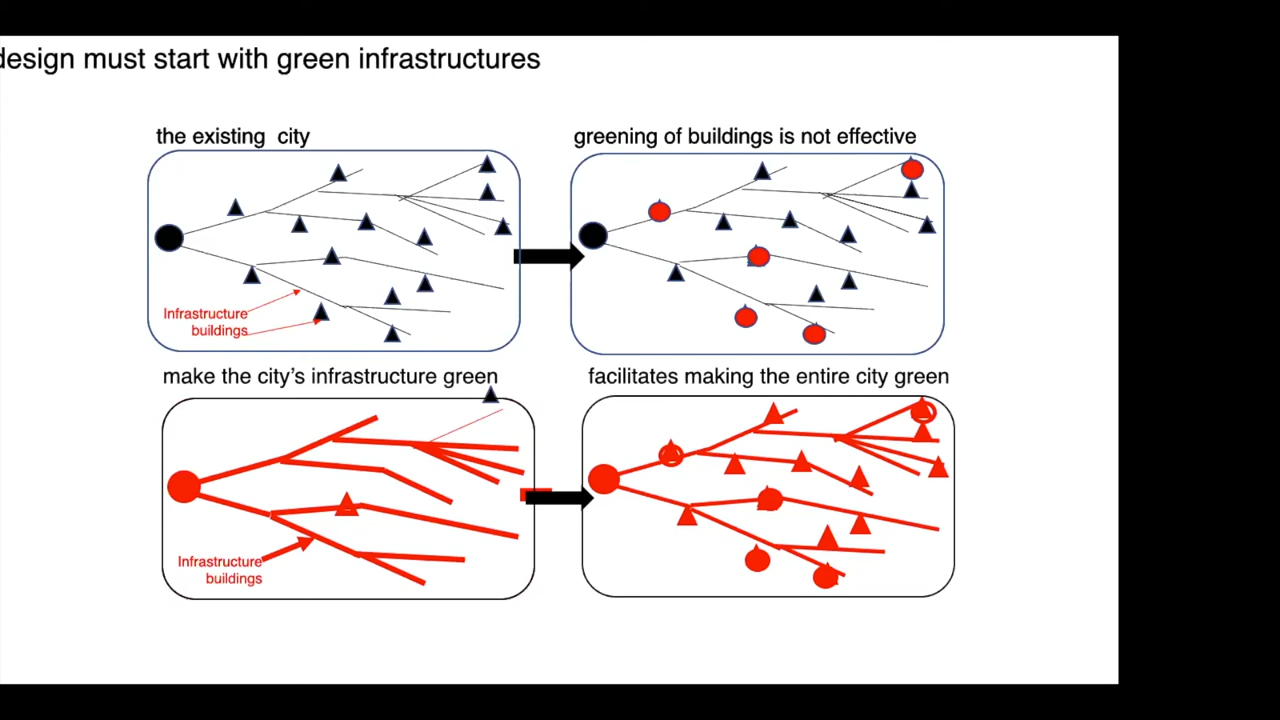 design must start with green infrastructures
the existing city
greening of buildings is not effective
Infrastructure
buildings
make the city's infrastructure green
facilitates making the entire city green
Infrastructure
buildings